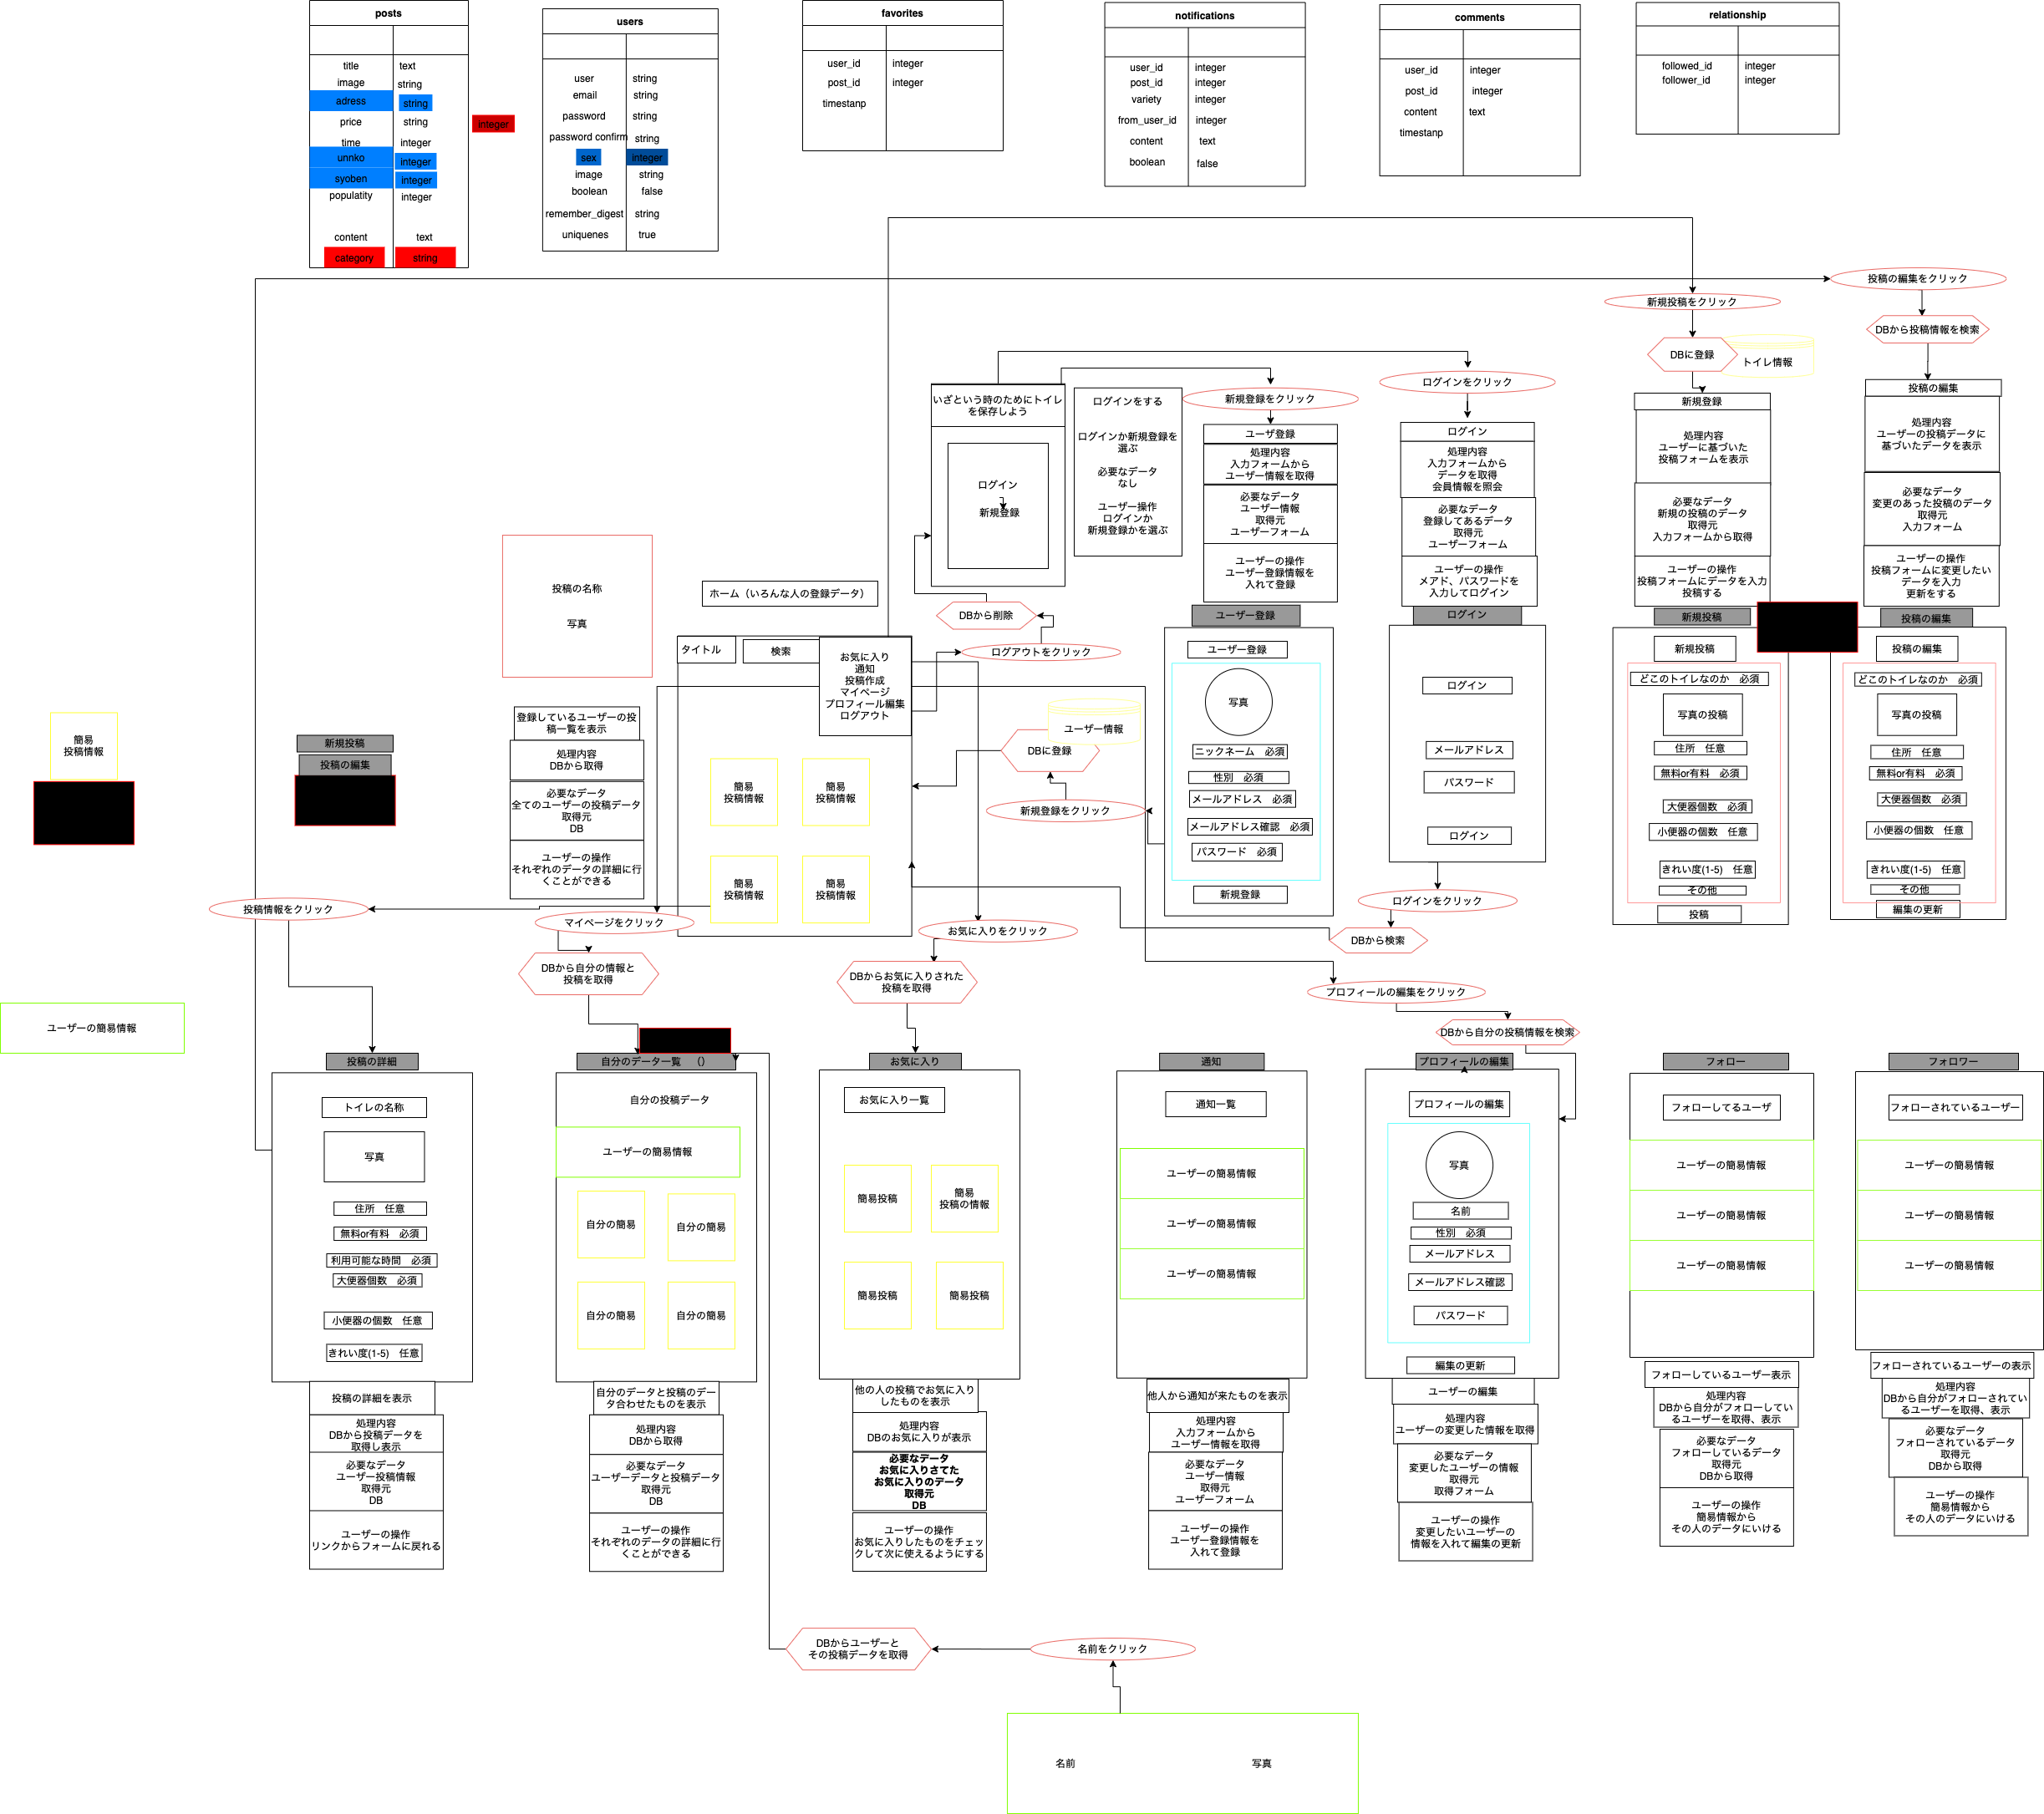 posts
title text
image string
adress string
price string
integer
time integer
unnko integer
syoben integer
populatity integer
content text
category string
users
user string
email string
password string
password confirm string
sex integer
image string
boolean false
remember_digest string
uniquenes true
favorites
user_id integer
post_id integer
timestanp
notifications
user_id integer
post_id integer
variety integer
from_user_id integer
content text
boolean false
comments
user_id integer
post_id integer
content text
timestanp
relationship
followed_id integer
follower_id integer
投稿の編集をクリック
新規投稿をクリック
DBから投稿情報を検索
DBに登録
トイレ情報
いざという時のためにトイレ
を保存しよう
ログイン
新規登録
ログインをする
ログインか新規登録を
選ぶ
必要なデータ
なし
ユーザー操作
ログインか
新規登録かを選ぶ
新規登録をクリック
ユーザ登録
処理内容
入力フォームから
ユーザー情報を取得
必要なデータ
ユーザー情報
取得元
ユーザーフォーム
ユーザーの操作
ユーザー登録情報を
入れて登録
ログインをクリック
ログイン
処理内容
入力フォームから
データを取得
会員情報を照会
必要なデータ
登録してあるデータ
取得元
ユーザーフォーム
ユーザーの操作
メアド、パスワードを
入力してログイン
新規登録
処理内容
ユーザーに基づいた
投稿フォームを表示
必要なデータ
新規の投稿のデータ
取得元
入力フォームから取得
ユーザーの操作
投稿フォームにデータを入力
投稿する
投稿の編集
処理内容
ユーザーの投稿データに
基づいたデータを表示
必要なデータ
変更のあった投稿のデータ
取得元
入力フォーム
ユーザーの操作
投稿フォームに変更したい
データを入力
更新をする
投稿の名称
写真
ホーム（いろんな人の登録データ）
DBから削除
ログアウトをクリック
タイトル
検索
お気に入り
通知
投稿作成
マイページ
プロフィール編集
ログアウト
簡易
投稿情報
簡易
投稿情報
簡易
投稿情報
簡易
投稿情報
登録しているユーザーの投
稿一覧を表示
処理内容
DBから取得
必要なデータ
全てのユーザーの投稿データ
取得元
DB
ユーザーの操作
それぞれのデータの詳細に行
くことができる
簡易
投稿情報
新規投稿
投稿の編集
ユーザー情報
DBに登録
新規登録をクリック
ユーザー登録
ユーザー登録
写真
ニックネーム　必須
性別　必須
メールアドレス　必須
メールアドレス確認　必須
パスワード　必須
新規登録
ログイン
ログイン
メールアドレス
パスワード
ログイン
ログインをクリック
DBから検索
新規投稿
新規投稿
どこのトイレなのか　必須
写真の投稿
住所　任意
無料or有料　必須
大便器個数　必須
小便器の個数　任意
きれい度(1-5)　任意
その他
投稿
投稿の編集
投稿の編集
どこのトイレなのか　必須
写真の投稿
住所　任意
無料or有料　必須
大便器個数　必須
小便器の個数　任意
きれい度(1-5)　任意
その他
編集の更新
投稿情報をクリック
マイページをクリック
お気に入りをクリック
DBから自分の情報と
投稿を取得
DBからお気に入りされた
投稿を取得
プロフィールの編集をクリック
DBから自分の投稿情報を検索
ユーザーの簡易情報
投稿の詳細
トイレの名称
写真
住所　任意
無料or有料　必須
利用可能な時間　必須
大便器個数　必須
小便器の個数　任意
きれい度(1-5)　任意
投稿の詳細を表示
処理内容
DBから投稿データを
取得し表示
必要なデータ
ユーザー投稿情報
取得元
DB
ユーザーの操作
リンクからフォームに戻れる
自分のデータ一覧　（）
自分の投稿データ
ユーザーの簡易情報
自分の簡易
自分の簡易
自分の簡易
自分の簡易
自分のデータと投稿のデー
タ合わせたものを表示
処理内容
DBから取得
必要なデータ
ユーザーデータと投稿データ
取得元
DB
ユーザーの操作
それぞれのデータの詳細に行
くことができる
お気に入り
お気に入り一覧
簡易投稿
簡易
投稿の情報
簡易投稿
簡易投稿
他の人の投稿でお気に入り
したものを表示
処理内容
DBのお気に入りが表示
必要なデータ
お気に入りさてた
お気に入りのデータ
取得元
DB
ユーザーの操作
お気に入りしたものをチェッ
クして次に使えるようにする
通知
通知一覧
ユーザーの簡易情報
ユーザーの簡易情報
ユーザーの簡易情報
他人から通知が来たものを表示
処理内容
入力フォームから
ユーザー情報を取得
必要なデータ
ユーザー情報
取得元
ユーザーフォーム
ユーザーの操作
ユーザー登録情報を
入れて登録
プロフィールの編集
プロフィールの編集
写真
名前
性別　必須
メールアドレス
メールアドレス確認
パスワード
編集の更新
ユーザーの編集
処理内容
ユーザーの変更した情報を取得
必要なデータ
変更したユーザーの情報
取得元
取得フォーム
ユーザーの操作
変更したいユーザーの
情報を入れて編集の更新
フォロー
フォローしてるユーザ
ユーザーの簡易情報
ユーザーの簡易情報
ユーザーの簡易情報
フォローしているユーザー表示
処理内容
DBから自分がフォローしてい
るユーザーを取得、表示
必要なデータ
フォローしているデータ
取得元
DBから取得
ユーザーの操作
簡易情報から
その人のデータにいける
フォロワー
フォローされているユーザー
ユーザーの簡易情報
ユーザーの簡易情報
ユーザーの簡易情報
フォローされているユーザーの表示
処理内容
DBから自分がフォローされてい
るユーザーを取得、表示
必要なデータ
フォローされているデータ
取得元
DBから取得
ユーザーの操作
簡易情報から
その人のデータにいける
DBからユーザーと
その投稿データを取得
名前をクリック
名前
写真